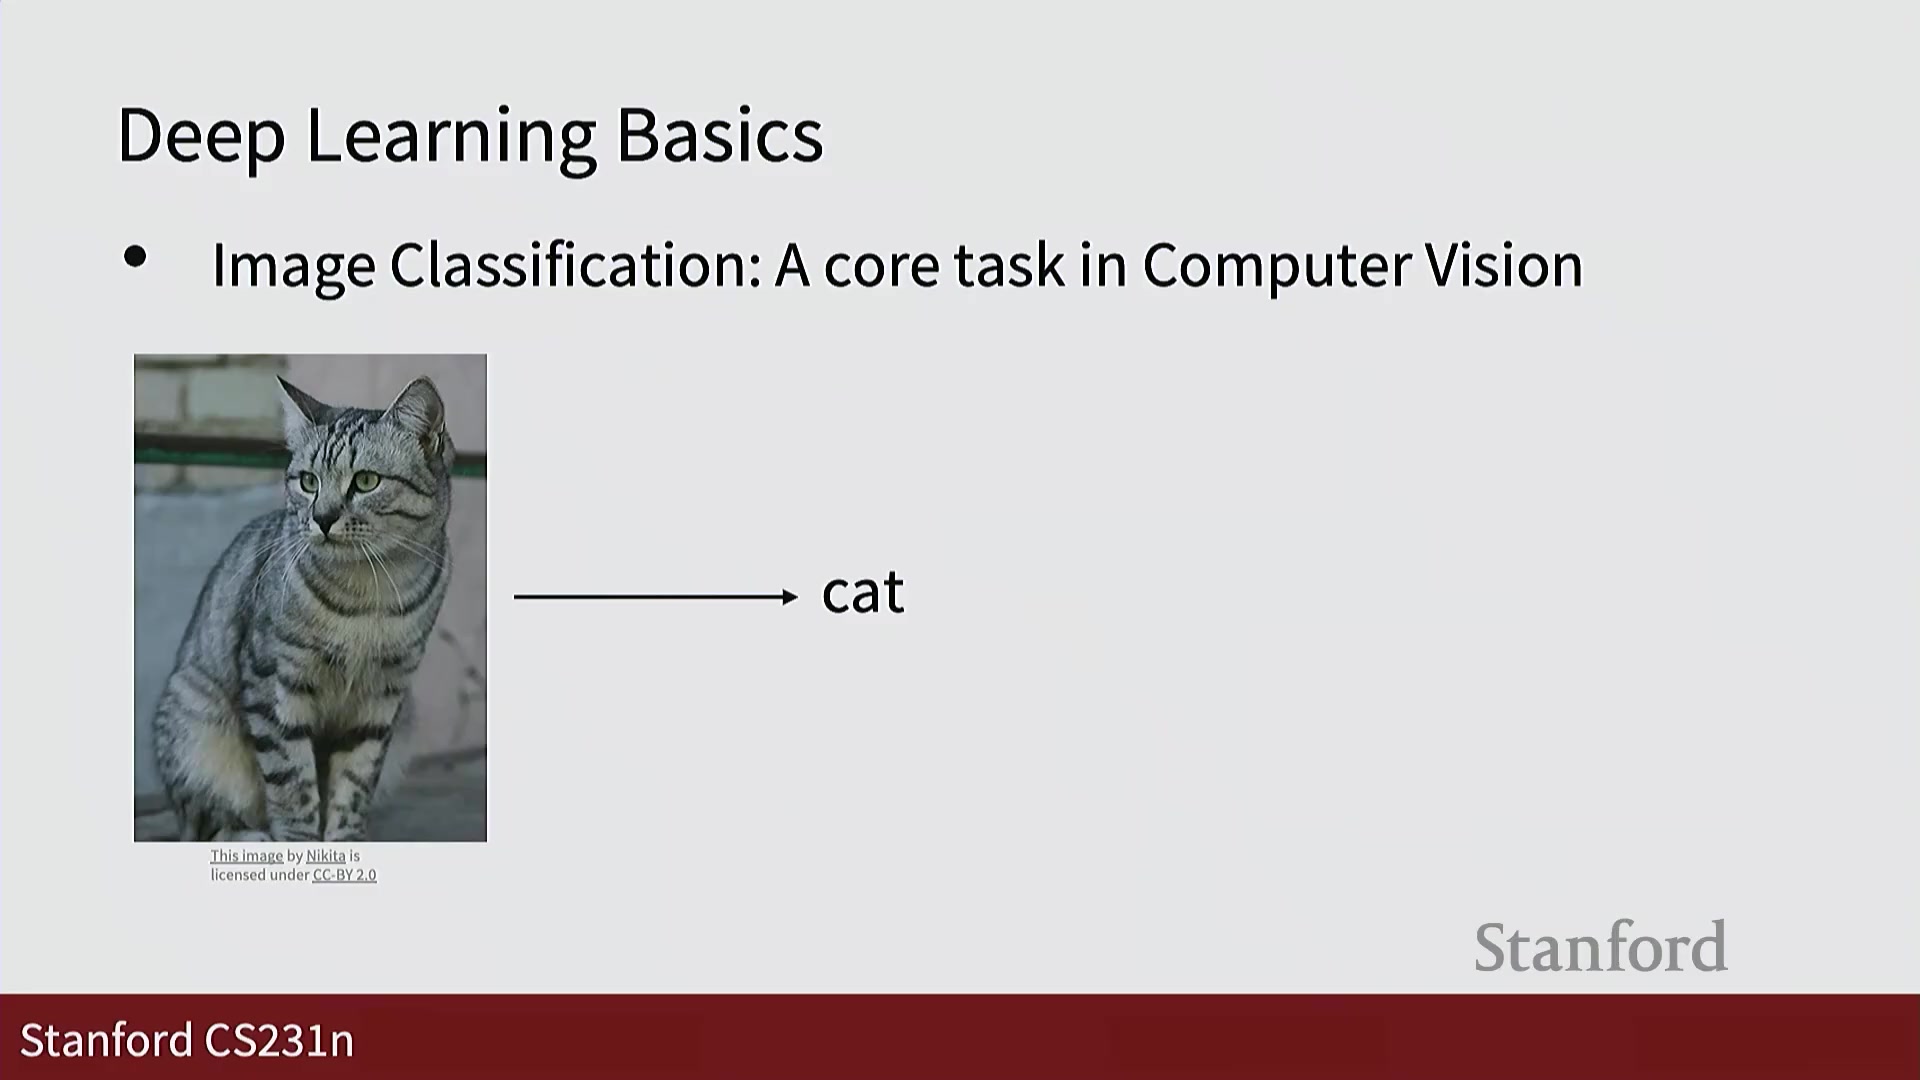 Deep Learning Basics
• Image Classification: A core task in Computer Vision
cat
This image by Nikita is
licensed under CC-BY 2.0
Stanford
Stanford CS231n